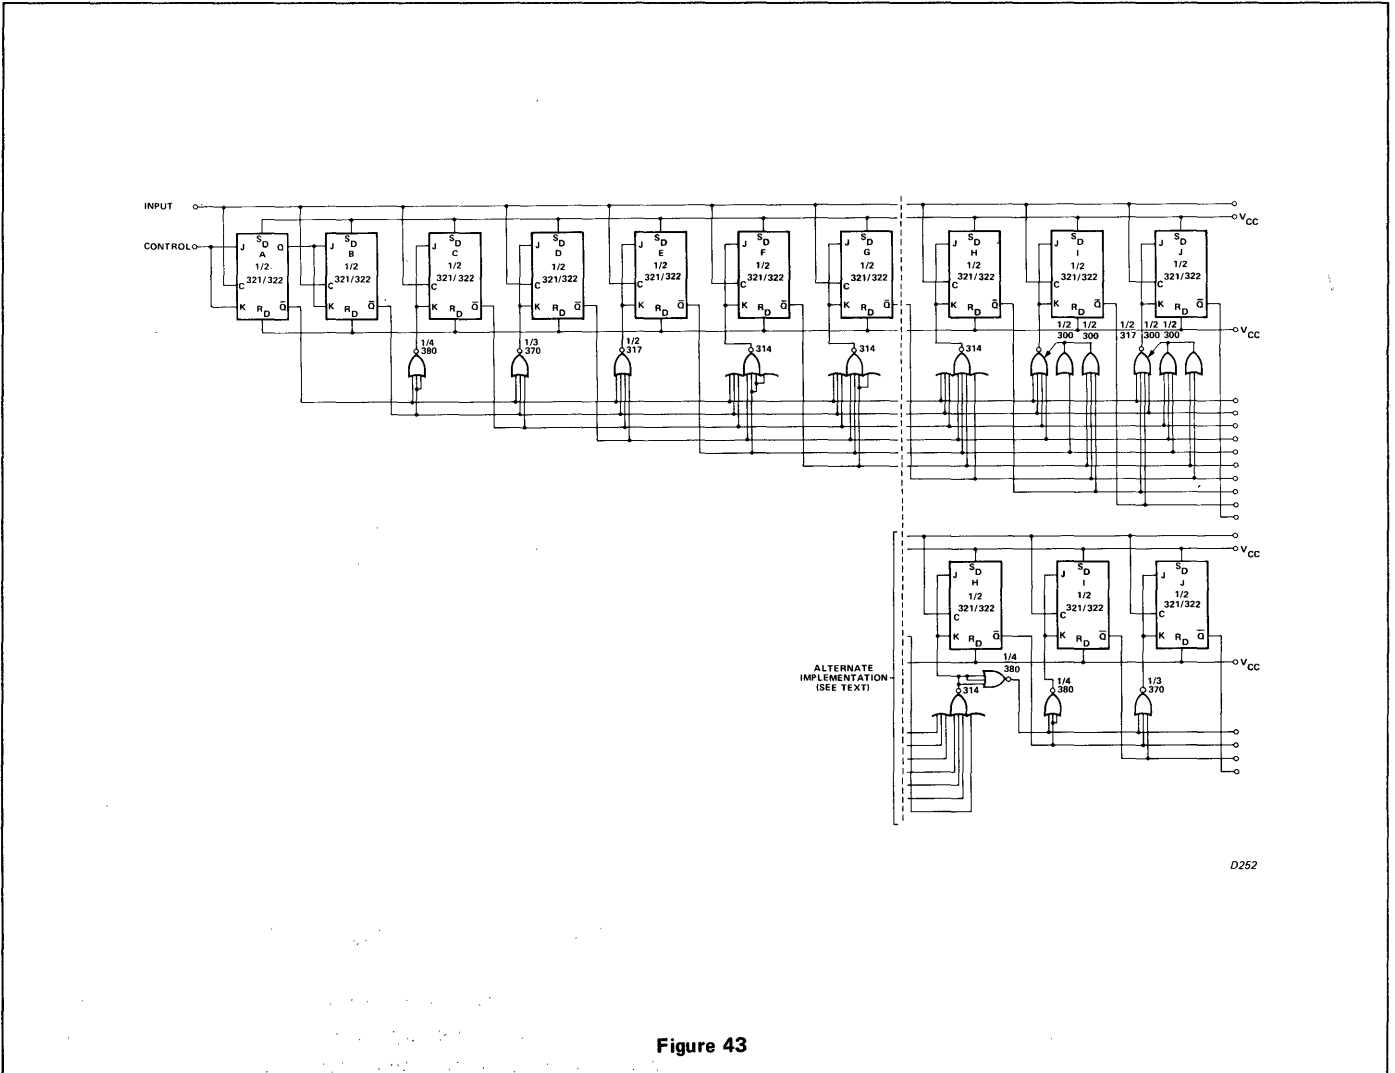 INPUT
CONTROL
VCC
J SD Q A 1/2 321/322 C K RD Q̅
J SD B 1/2 321/322 C K RD Q̅
J SD C 1/2 321/322 C K RD Q̅
J SD D 1/2 321/322 C K RD Q̅
J SD E 1/2 321/322 C K RD Q̅
J SD F 1/2 321/322 C K RD Q̅
J SD G 1/2 321/322 C K RD Q̅
J SD H 1/2 321/322 C K RD Q̅
J SD I 1/2 321/322 C K RD Q̅
J SD J 1/2 321/322 C K RD Q̅
VCC
1/4 380
1/3 370
1/2 317
314
314
314
1/2 300
1/2 300
1/2 317
1/2 300
1/2 300
VCC
J SD H 1/2 321/322 C K RD Q̅
J SD I 1/2 321/322 C K RD Q̅
J SD J 1/2 321/322 C K RD Q̅
VCC
ALTERNATE
IMPLEMENTATION
(SEE TEXT)
1/4 380
314
1/4 380
1/3 370
D252
Figure 43